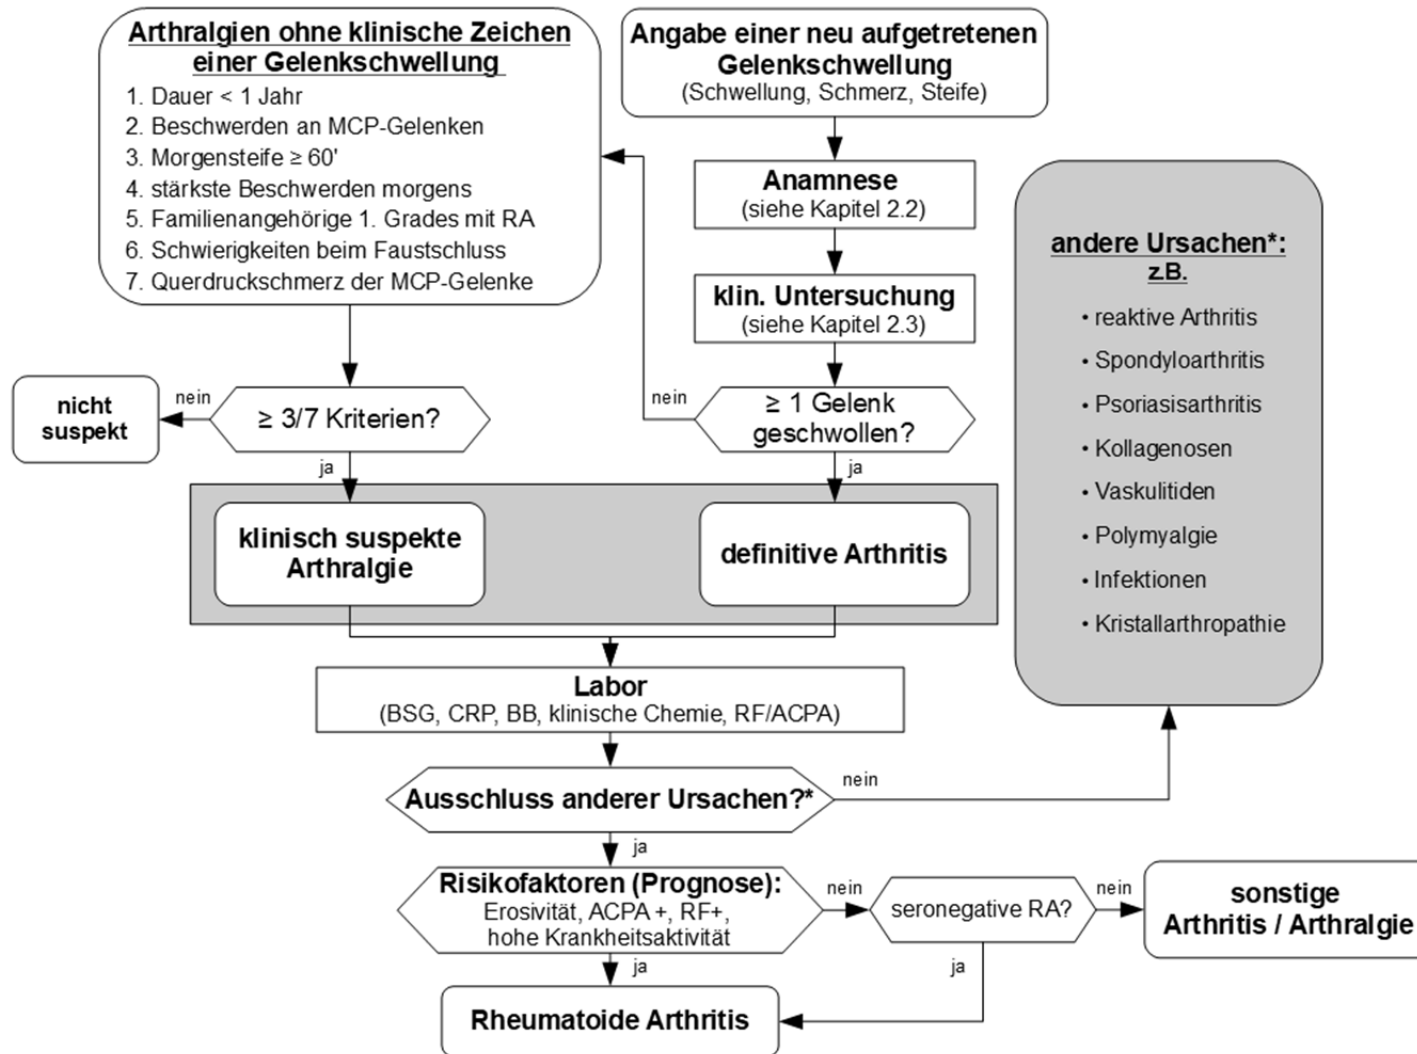 Arthralgien ohne klinische Zeichen
einer Gelenkschwellung
1. Dauer < 1 Jahr
2. Beschwerden an MCP-Gelenken
3. Morgensteife ≥ 60'
4. stärkste Beschwerden morgens
5. Familienangehörige 1. Grades mit RA
6. Schwierigkeiten beim Faustschluss
7. Querdruckschmerz der MCP-Gelenke
Angabe einer neu aufgetretenen
Gelenkschwellung
(Schwellung, Schmerz, Steife)
Anamnese
(siehe Kapitel 2.2)
klin. Untersuchung
(siehe Kapitel 2.3)
≥ 1 Gelenk
geschwollen?
nein
ja
≥ 3/7 Kriterien?
nein
ja
nicht
suspekt
klinisch suspekte
Arthralgie
definitive Arthritis
Labor
(BSG, CRP, BB, klinische Chemie, RF/ACPA)
Ausschluss anderer Ursachen?*
nein
ja
andere Ursachen*:
z.B.
• reaktive Arthritis
• Spondyloarthritis
• Psoriasisarthritis
• Kollagenosen
• Vaskulitiden
• Polymyalgie
• Infektionen
• Kristallarthropathie
Risikofaktoren (Prognose):
Erosivität, ACPA +, RF+,
hohe Krankheitsaktivität
nein
ja
seronegative RA?
nein
ja
sonstige
Arthritis / Arthralgie
Rheumatoide Arthritis